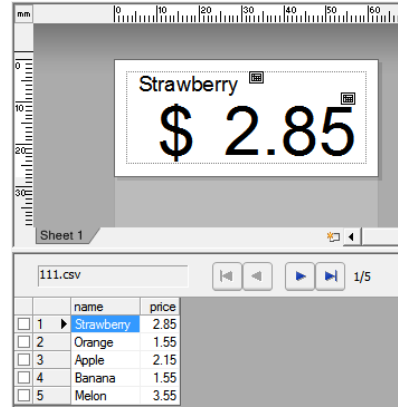 mm 0 10 20 30 40 50 60
0
10
20
30
Strawberry
$ 2.85
Sheet 1
111.csv 1/5
name price
1 Strawberry 2.85
2 Orange 1.55
3 Apple 2.15
4 Banana 1.55
5 Melon 3.55